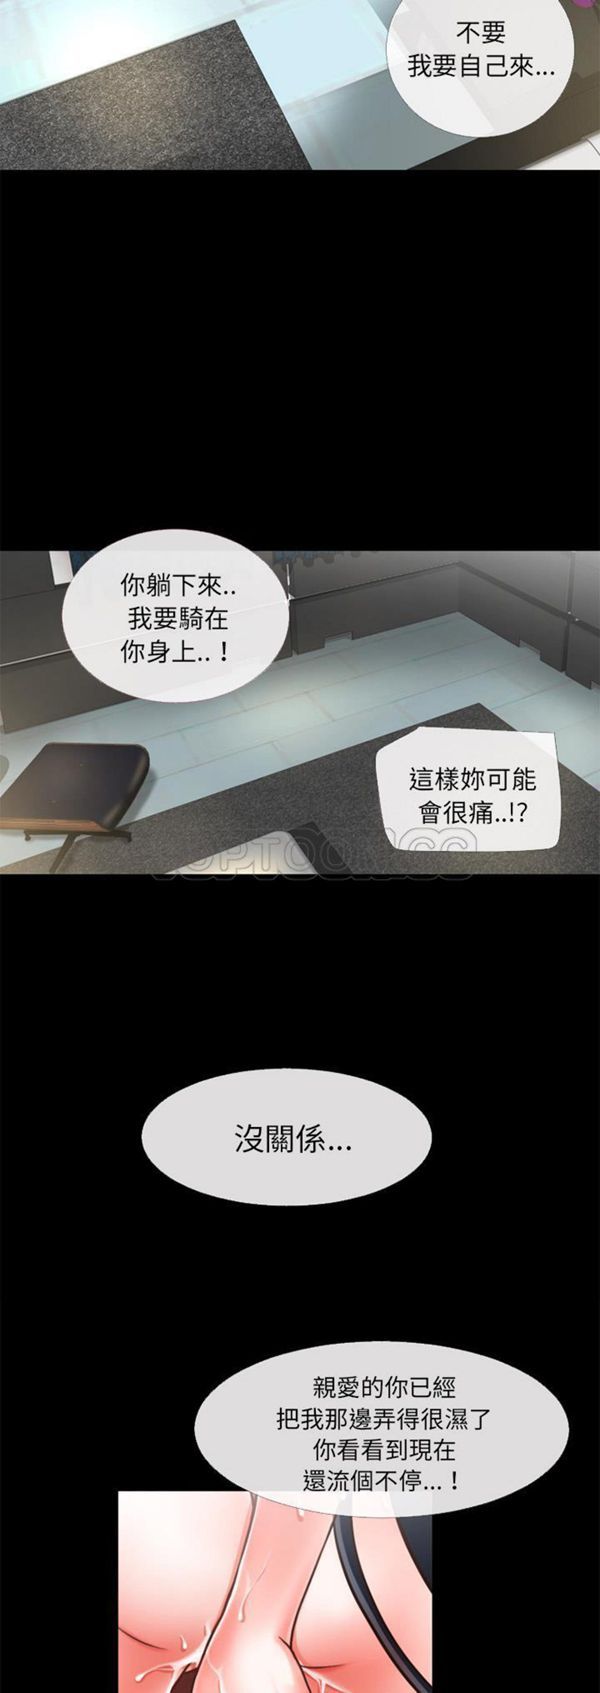 不要
我要自己來...
你躺下來..
我要騎在
你身上..！
這樣妳可能
會很痛..!?
TOPTOON.CC
沒關係...
親愛的你已經
把我那邊弄得很濕了
你看看到現在
還流個不停...！